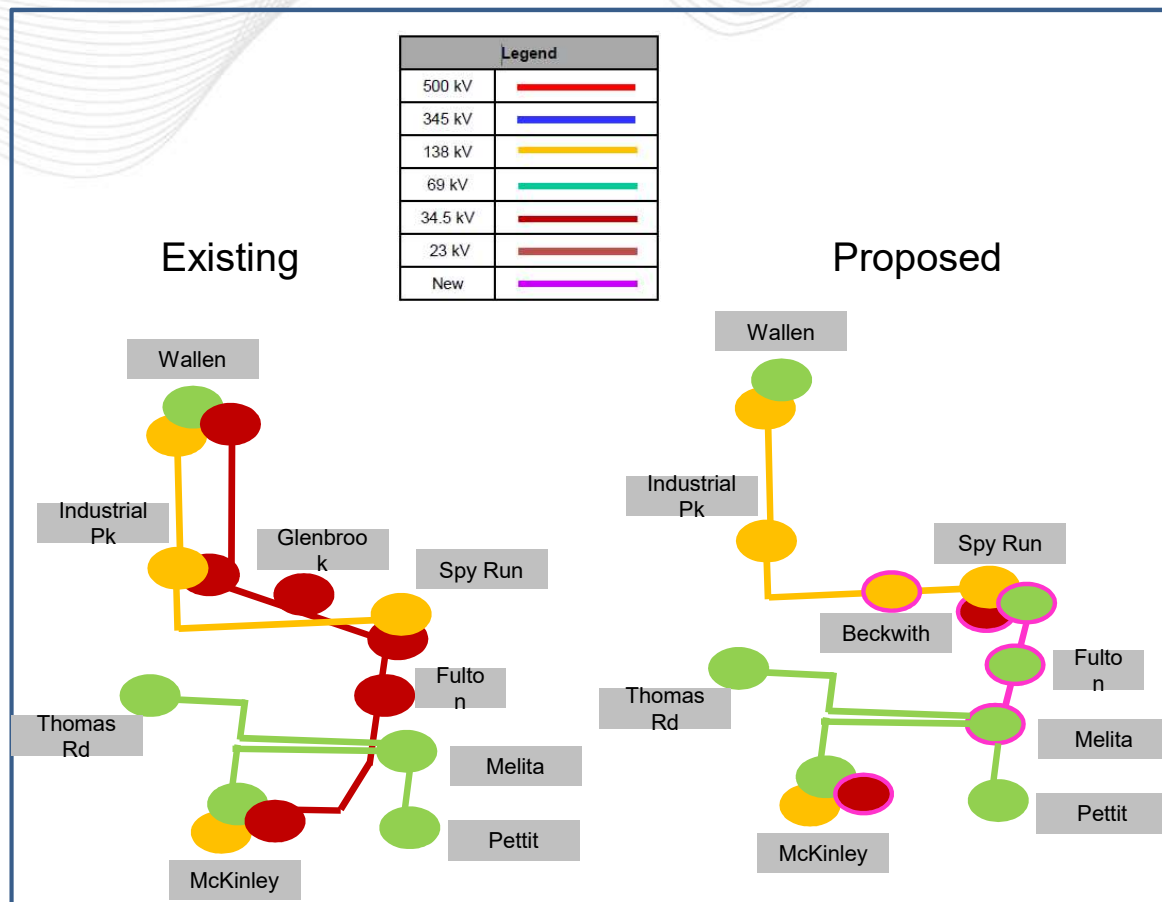 Legend
500 kV
345 kV
138 kV
69 kV
34.5 kV
23 kV
New
Existing
Proposed
Wallen
Industrial
Pk
Glenbroo
k
Spy Run
Fulto
n
Thomas
Rd
Melita
Pettit
McKinley
Wallen
Industrial
Pk
Spy Run
Beckwith
Fulto
n
Thomas
Rd
Melita
Pettit
McKinley